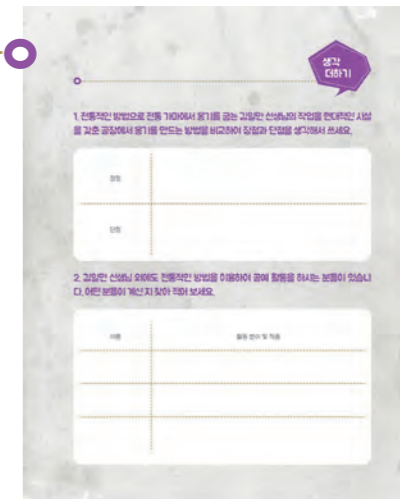 생각
더하기
1. 전통적인 방법으로 전통 가마에서 옹기를 굽는 김일만 선생님의 작업을 현대적인 시설
을 갖춘 공장에서 옹기를 만드는 방법을 비교하여 장점과 단점을 생각해서 쓰세요.
장점
단점
2. 김일만 선생님 외에도 전통적인 방법을 이용하여 공예 활동을 하시는 분들이 있습니
다. 어떤 분들이 계신지 찾아 적어 보세요.
이름
활동 분야 및 작품